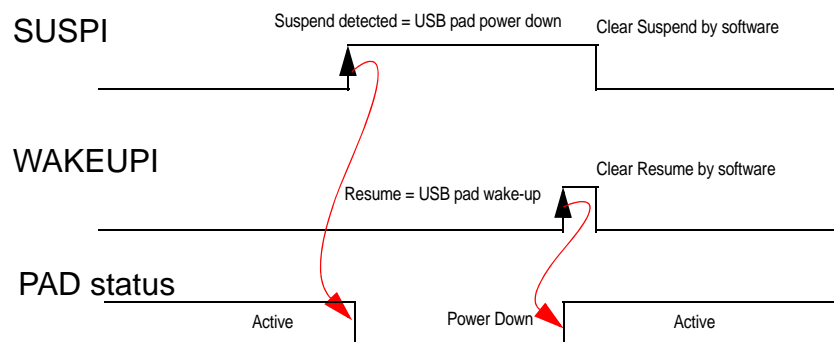 SUSPI
Suspend detected = USB pad power down
Clear Suspend by software
WAKEUPI
Clear Resume by software
Resume = USB pad wake-up
PAD status
Active
Power Down
Active